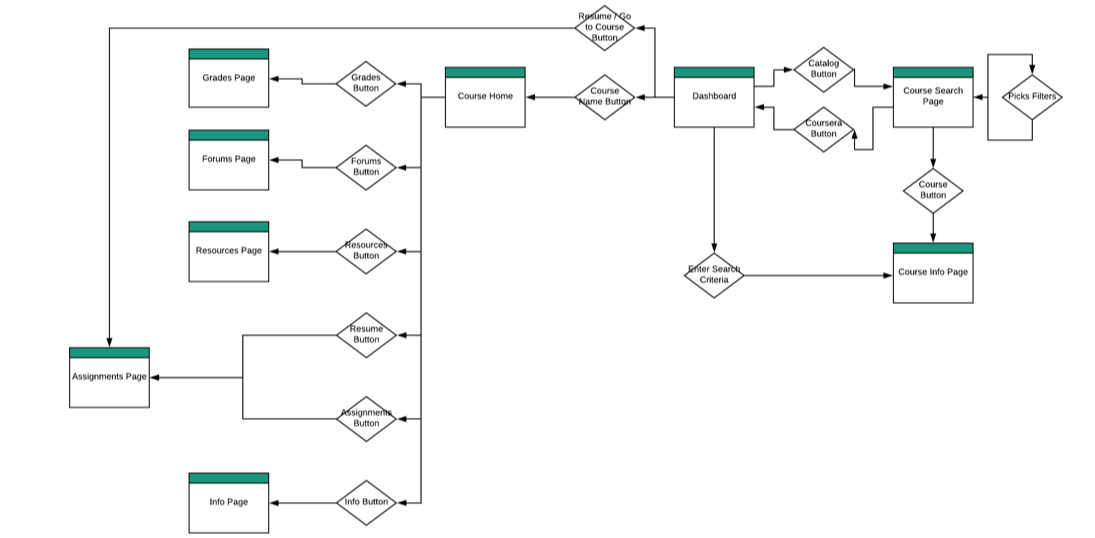 Resume / Go
to Course
Button
Grades Page
Grades
Button
Course Home
Course
Name Button
Dashboard
Catalog
Button
Course Search
Page
Picks Filters
Coursera
Button
Forums Page
Forums
Button
Course
Button
Resources Page
Resources
Button
Enter Search
Criteria
Course Info Page
Resume
Button
Assignments Page
Assignments
Button
Info Page
Info Button